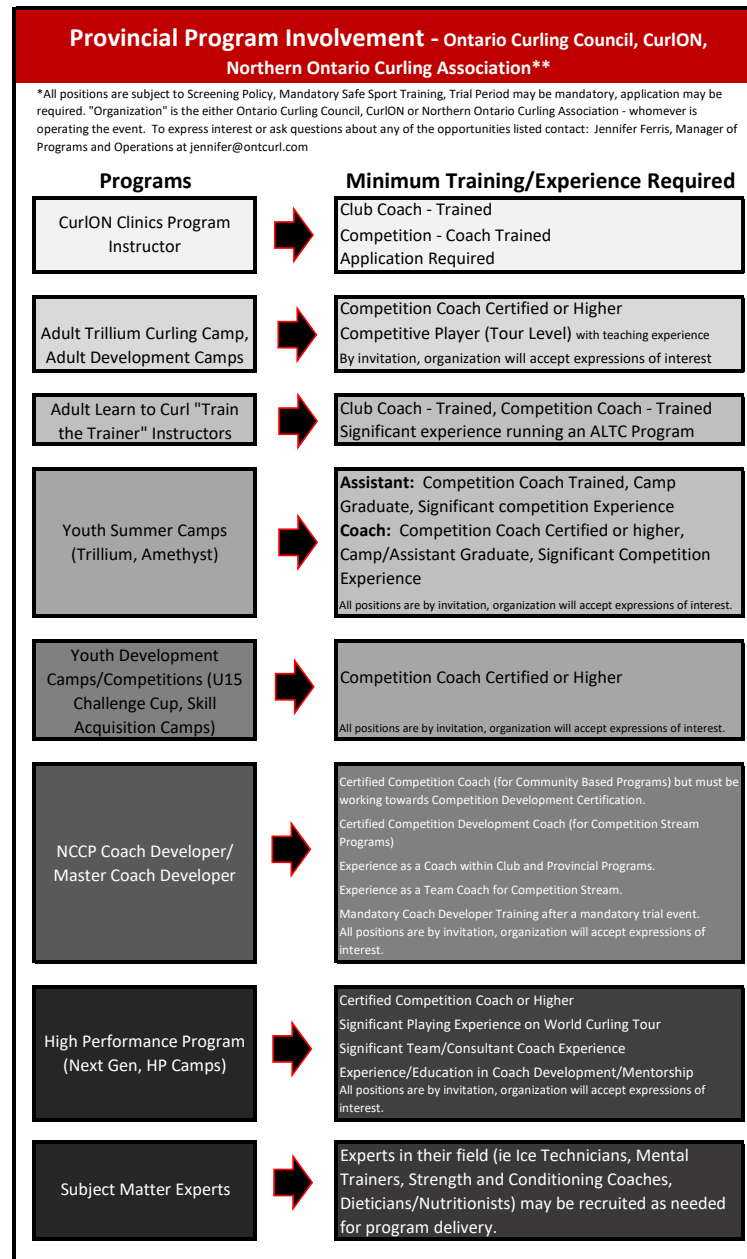 Provincial Program Involvement - Ontario Curling Council, CurlON,
Northern Ontario Curling Association**
*All positions are subject to Screening Policy, Mandatory Safe Sport Training, Trial Period may be mandatory, application may be
required. "Organization" is the either Ontario Curling Council, CurlON or Northern Ontario Curling Association - whomever is
operating the event. To express interest or ask questions about any of the opportunities listed contact: Jennifer Ferris, Manager of
Programs and Operations at jennifer@ontcurl.com
Programs
Minimum Training/Experience Required
CurlON Clinics Program
Instructor
Club Coach - Trained
Competition - Coach Trained
Application Required
Adult Trillium Curling Camp,
Adult Development Camps
Competition Coach Certified or Higher
Competitive Player (Tour Level) with teaching experience
By invitation, organization will accept expressions of interest
Adult Learn to Curl "Train
the Trainer" Instructors
Club Coach - Trained, Competition Coach - Trained
Significant experience running an ALTC Program
Youth Summer Camps
(Trillium, Amethyst)
Assistant: Competition Coach Trained, Camp
Graduate, Significant competition Experience
Coach: Competition Coach Certified or higher,
Camp/Assistant Graduate, Significant Competition
Experience
All positions are by invitation, organization will accept expressions of interest.
Youth Development
Camps/Competitions (U15
Challenge Cup, Skill
Acquisition Camps)
Competition Coach Certified or Higher
All positions are by invitation, organization will accept expressions of interest.
NCCP Coach Developer/
Master Coach Developer
Certified Competition Coach (for Community Based Programs) but must be
working towards Competition Development Certification.
Certified Competition Development Coach (for Competition Stream
Programs)
Experience as a Coach within Club and Provincial Programs.
Experience as a Team Coach for Competition Stream.
Mandatory Coach Developer Training after a mandatory trial event.
All positions are by invitation, organization will accept expressions of
interest.
High Performance Program
(Next Gen, HP Camps)
Certified Competition Coach or Higher
Significant Playing Experience on World Curling Tour
Significant Team/Consultant Coach Experience
Experience/Education in Coach Development/Mentorship
All positions are by invitation, organization will accept expressions of
interest.
Subject Matter Experts
Experts in their field (ie Ice Technicians, Mental
Trainers, Strength and Conditioning Coaches,
Dieticians/Nutritionists) may be recruited as needed
for program delivery.